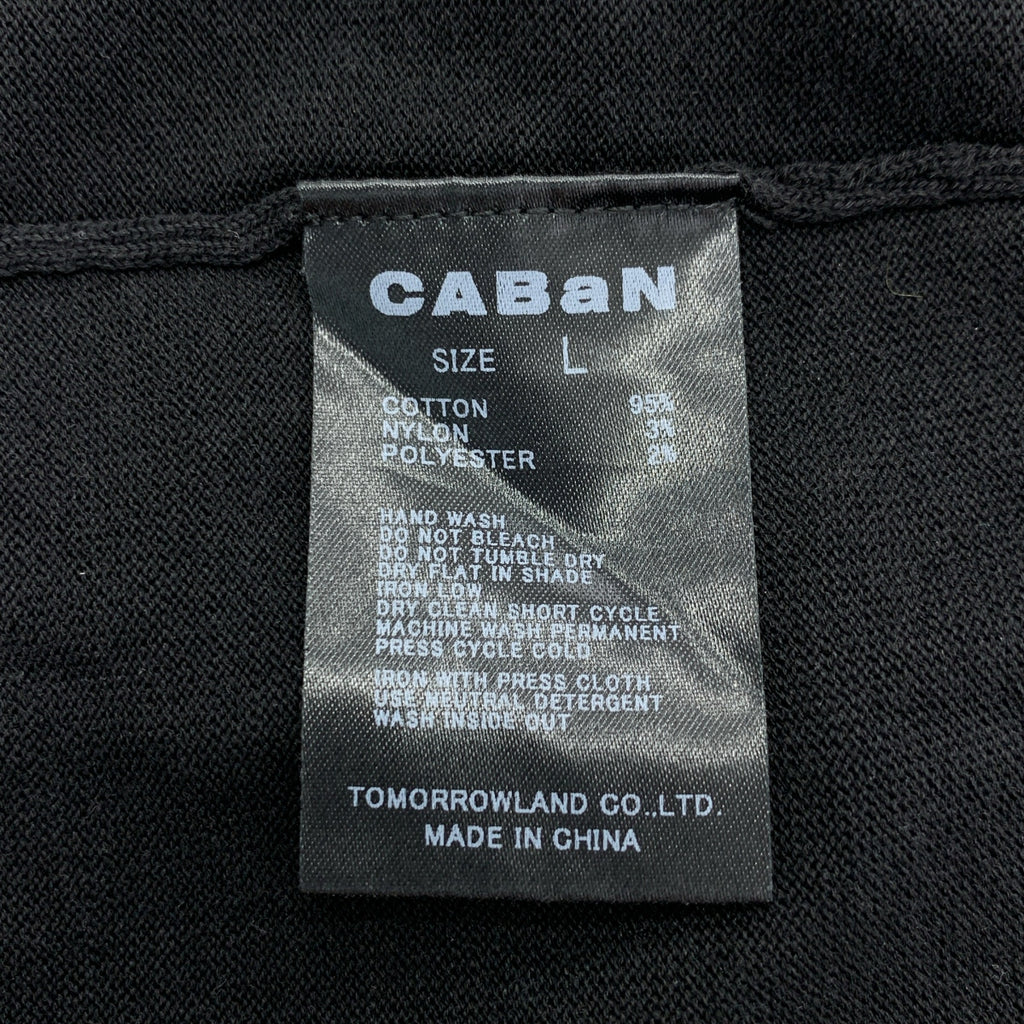 CABaN
SIZE L
COTTON 95%
NYLON 3%
POLYESTER 2%
HAND WASH
DO NOT BLEACH
DO NOT TUMBLE DRY
DRY FLAT IN SHADE
IRON LOW
DRY CLEAN SHORT CYCLE
MACHINE WASH PERMANENT
PRESS CYCLE COLD
IRON WITH PRESS CLOTH
USE NEUTRAL DETERGENT
WASH INSIDE OUT
TOMORROWLAND CO.,LTD.
MADE IN CHINA